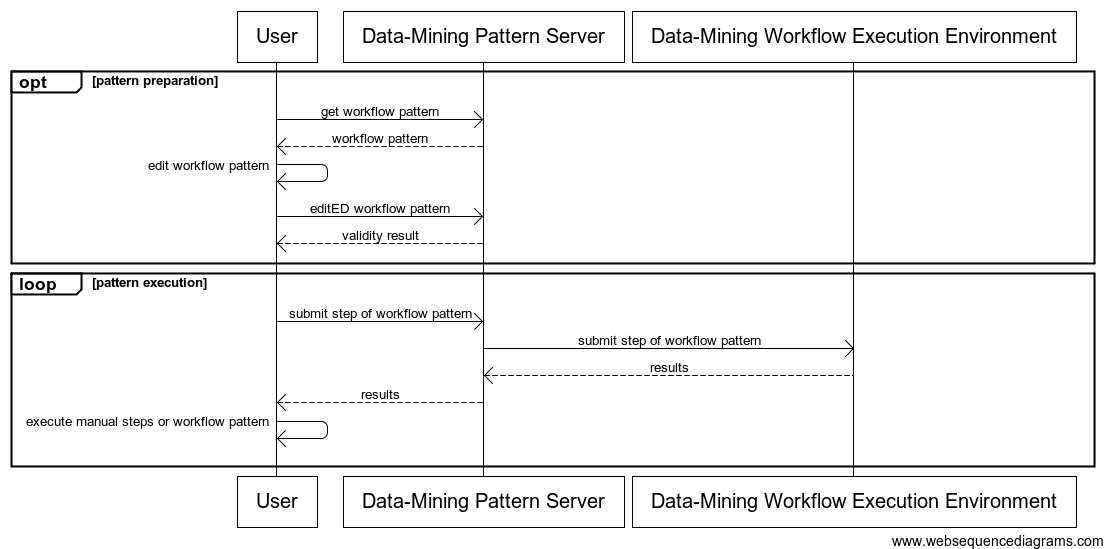 User
Data-Mining Pattern Server
Data-Mining Workflow Execution Environment
opt
[pattern preparation]
get workflow pattern
workflow pattern
edit workflow pattern
editED workflow pattern
validity result
loop
[pattern execution]
submit step of workflow pattern
submit step of workflow pattern
results
results
execute manual steps or workflow pattern
User
Data-Mining Pattern Server
Data-Mining Workflow Execution Environment
www.websequencediagrams.com